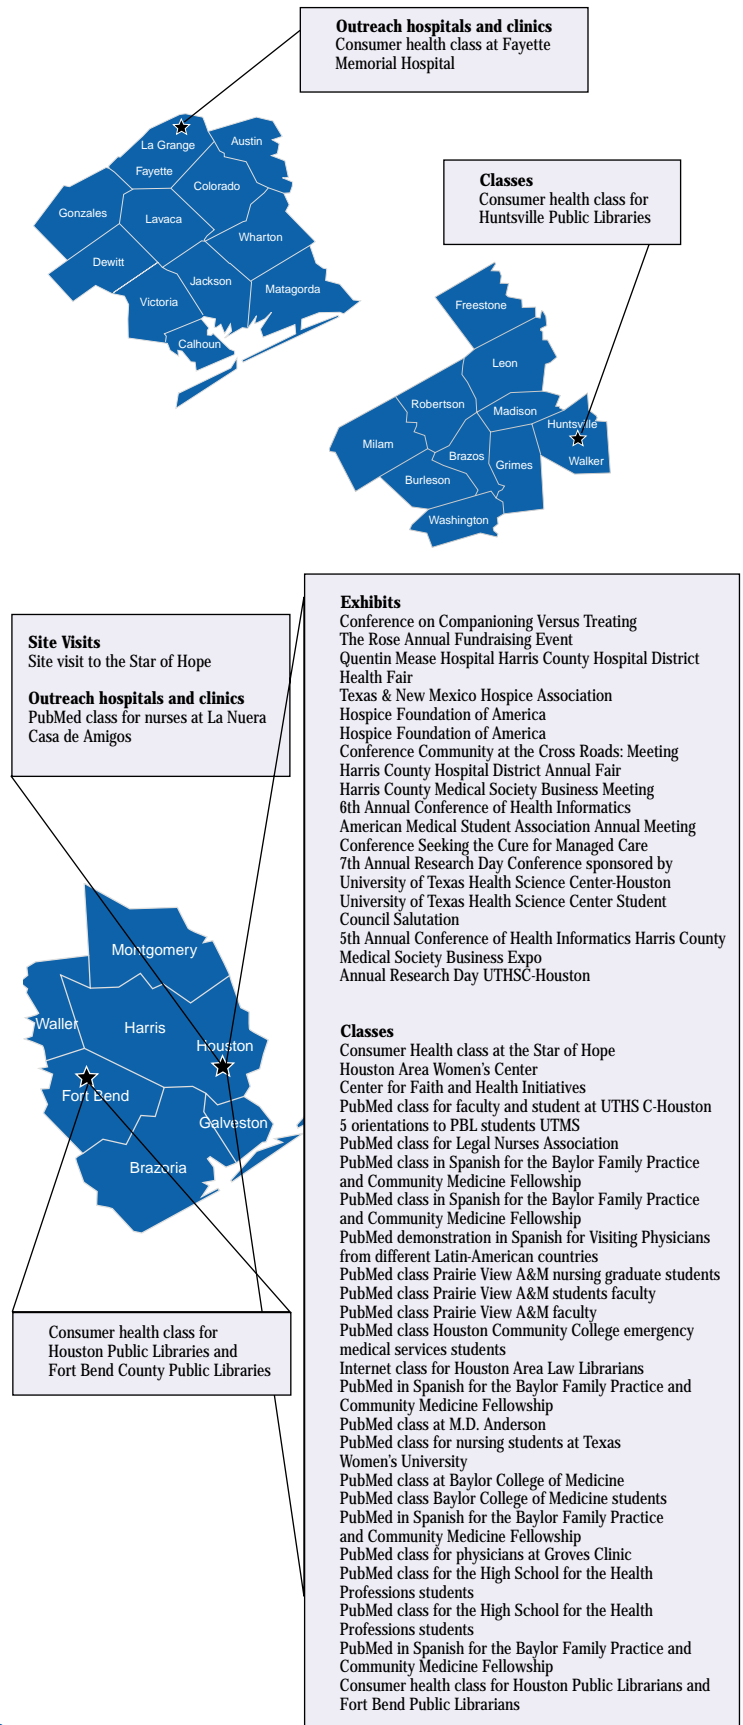 Outreach hospitals and clinics
Consumer health class at Fayette
Memorial Hospital
La Grange
Austin
Fayette
Colorado
Gonzales
Lavaca
Wharton
Dewitt
Jackson
Matagorda
Victoria
Calhoun
Classes
Consumer health class for
Huntsville Public Libraries
Freestone
Leon
Robertson
Madison
Huntsville
Milam
Brazos
Walker
Grimes
Burleson
Washington
Site Visits
Site visit to the Star of Hope
Outreach hospitals and clinics
PubMed class for nurses at La Nuera
Casa de Amigos
Montgomery
Waller
Harris
Houston
Fort Bend
Galveston
Brazoria
Consumer health class for
Houston Public Libraries and
Fort Bend County Public Libraries
Exhibits
Conference on Companioning Versus Treating
The Rose Annual Fundraising Event
Quentin Mease Hospital Harris County Hospital District
Health Fair
Texas & New Mexico Hospice Association
Hospice Foundation of America
Hospice Foundation of America
Conference Community at the Cross Roads: Meeting
Harris County Hospital District Annual Fair
Harris County Medical Society Business Meeting
6th Annual Conference of Health Informatics
American Medical Student Association Annual Meeting
Conference Seeking the Cure for Managed Care
7th Annual Research Day Conference sponsored by
University of Texas Health Science Center-Houston
University of Texas Health Science Center Student
Council Salutation
5th Annual Conference of Health Informatics Harris County
Medical Society Business Expo
Annual Research Day UTHSC-Houston
Classes
Consumer Health class at the Star of Hope
Houston Area Women's Center
Center for Faith and Health Initiatives
PubMed class for faculty and student at UTHS C-Houston
5 orientations to PBL students UTMS
PubMed class for Legal Nurses Association
PubMed class in Spanish for the Baylor Family Practice
and Community Medicine Fellowship
PubMed class in Spanish for the Baylor Family Practice
and Community Medicine Fellowship
PubMed demonstration in Spanish for Visiting Physicians
from different Latin-American countries
PubMed class Prairie View A&M nursing graduate students
PubMed class Prairie View A&M students faculty
PubMed class Prairie View A&M faculty
PubMed class Houston Community College emergency
medical services students
Internet class for Houston Area Law Librarians
PubMed in Spanish for the Baylor Family Practice and
Community Medicine Fellowship
PubMed class at M.D. Anderson
PubMed class for nursing students at Texas
Women's University
PubMed class at Baylor College of Medicine
PubMed class Baylor College of Medicine students
PubMed in Spanish for the Baylor Family Practice
and Community Medicine Fellowship
PubMed class for physicians at Groves Clinic
PubMed class for the High School for the Health
Professions students
PubMed class for the High School for the Health
Professions students
PubMed in Spanish for the Baylor Family Practice and
Community Medicine Fellowship
Consumer health class for Houston Public Librarians and
Fort Bend Public Librarians